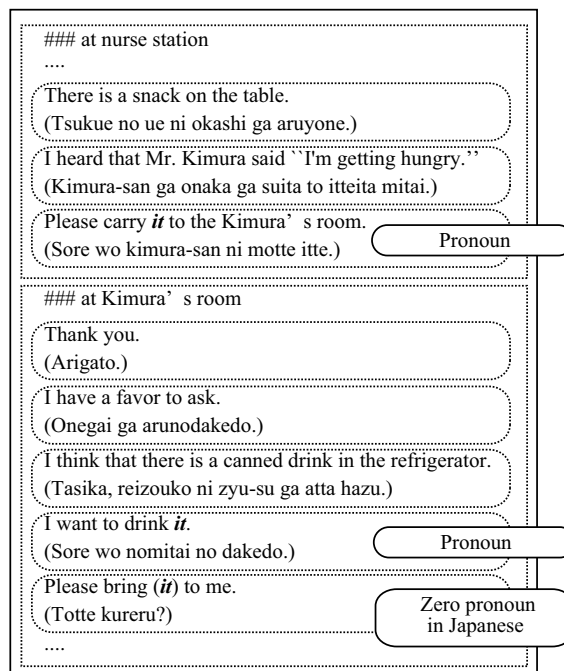 ### at nurse station
....
There is a snack on the table.
(Tsukue no ue ni okashi ga aruyone.)
I heard that Mr. Kimura said ``I'm getting hungry.’’
(Kimura-san ga onaka ga suita to itteita mitai.)
Please carry it to the Kimura’ s room.
(Sore wo kimura-san ni motte itte.)
Pronoun
### at Kimura’ s room
Thank you.
(Arigato.)
I have a favor to ask.
(Onegai ga arunodakedo.)
I think that there is a canned drink in the refrigerator.
(Tasika, reizouko ni zyu-su ga atta hazu.)
I want to drink it.
(Sore wo nomitai no dakedo.)
Pronoun
Please bring (it) to me.
(Totte kureru?)
Zero pronoun
in Japanese
....